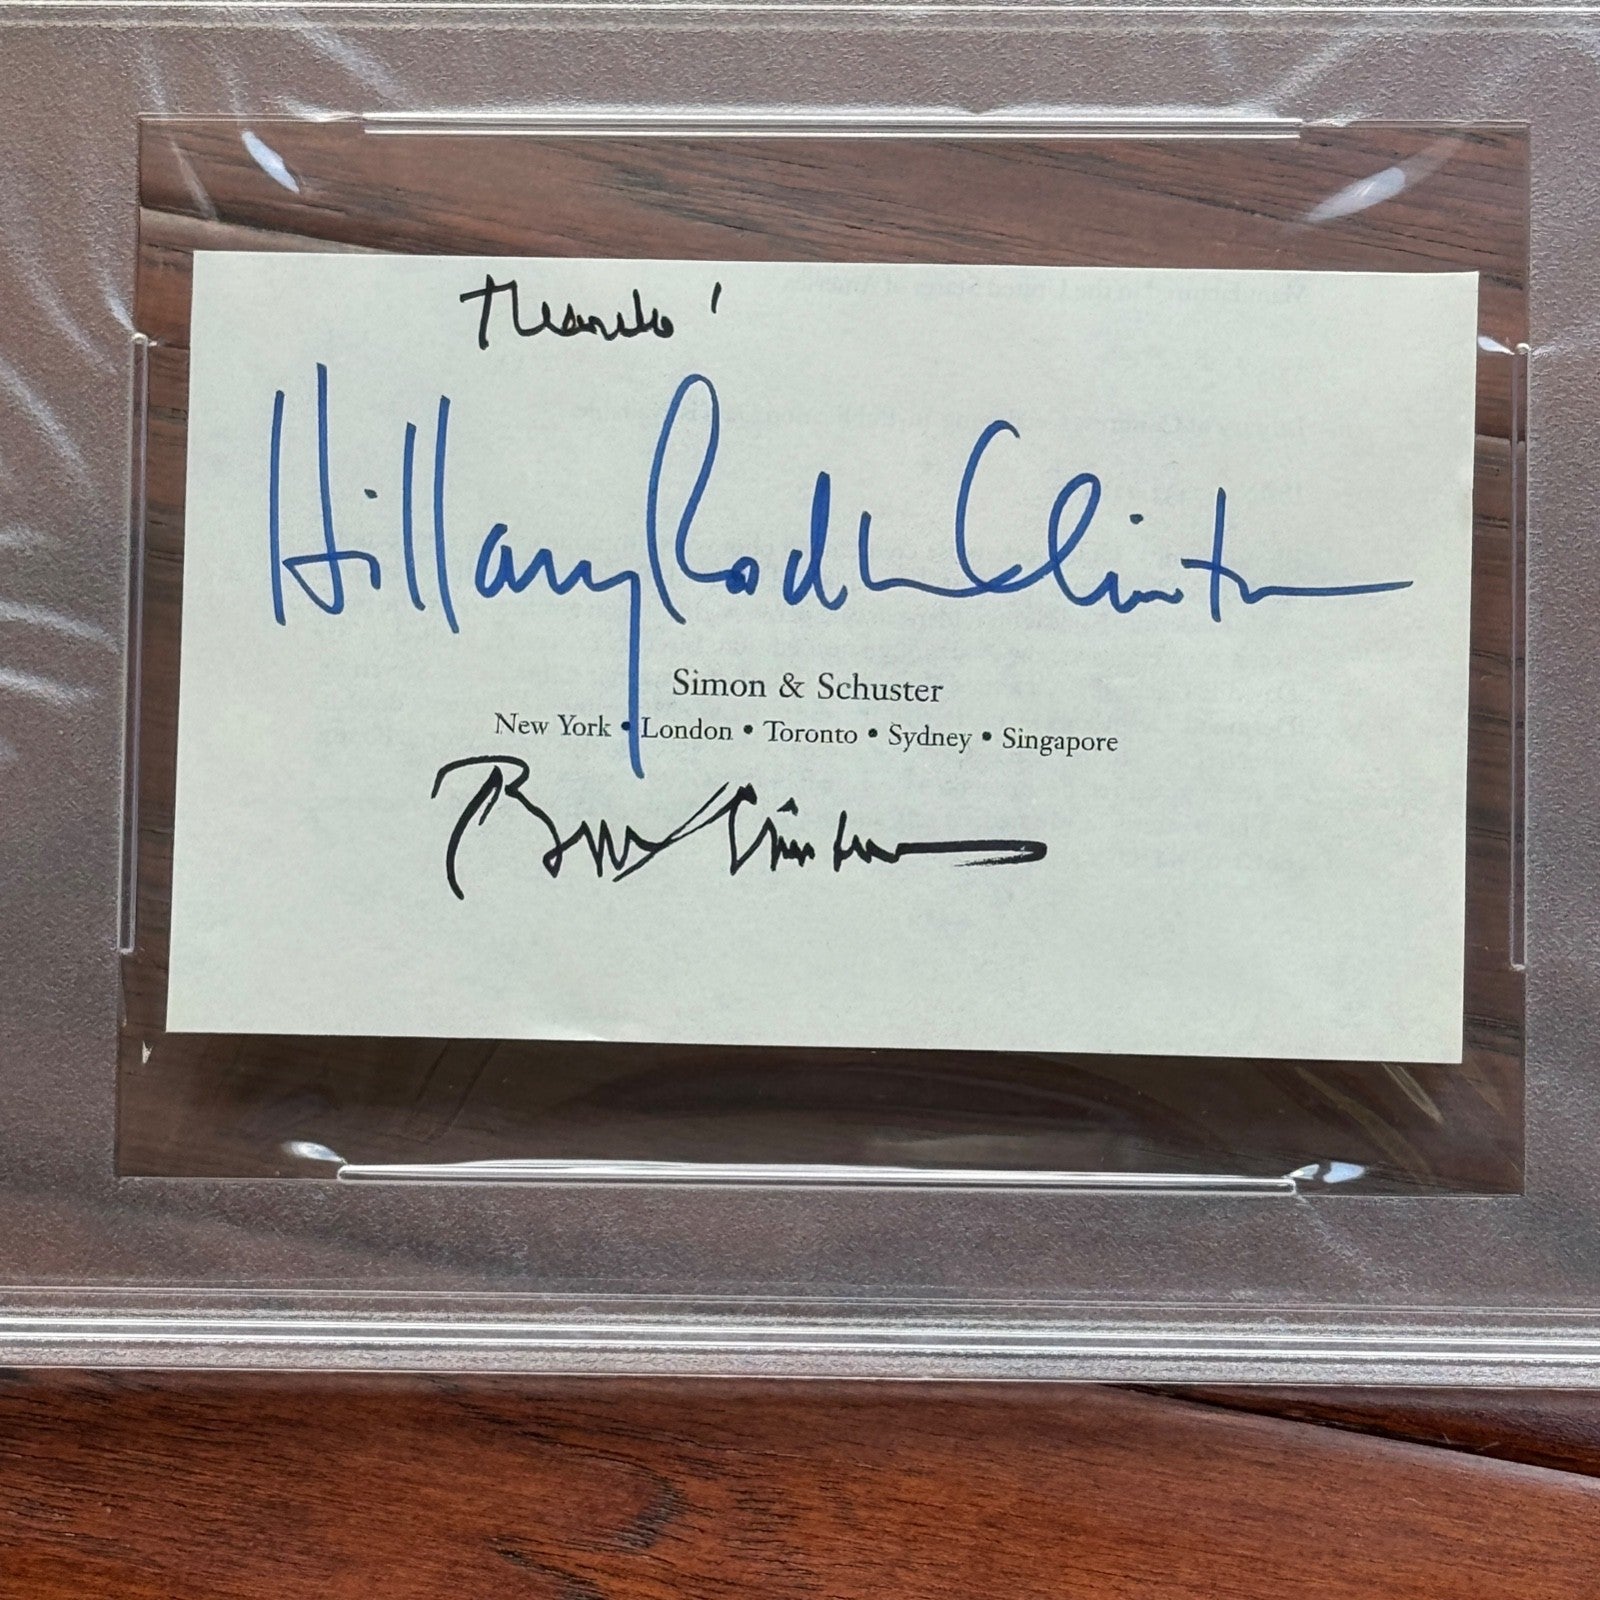 Thanks!
Hillary Rodham Clinton
Simon & Schuster
New York • London • Toronto • Sydney • Singapore
Bill Clinton